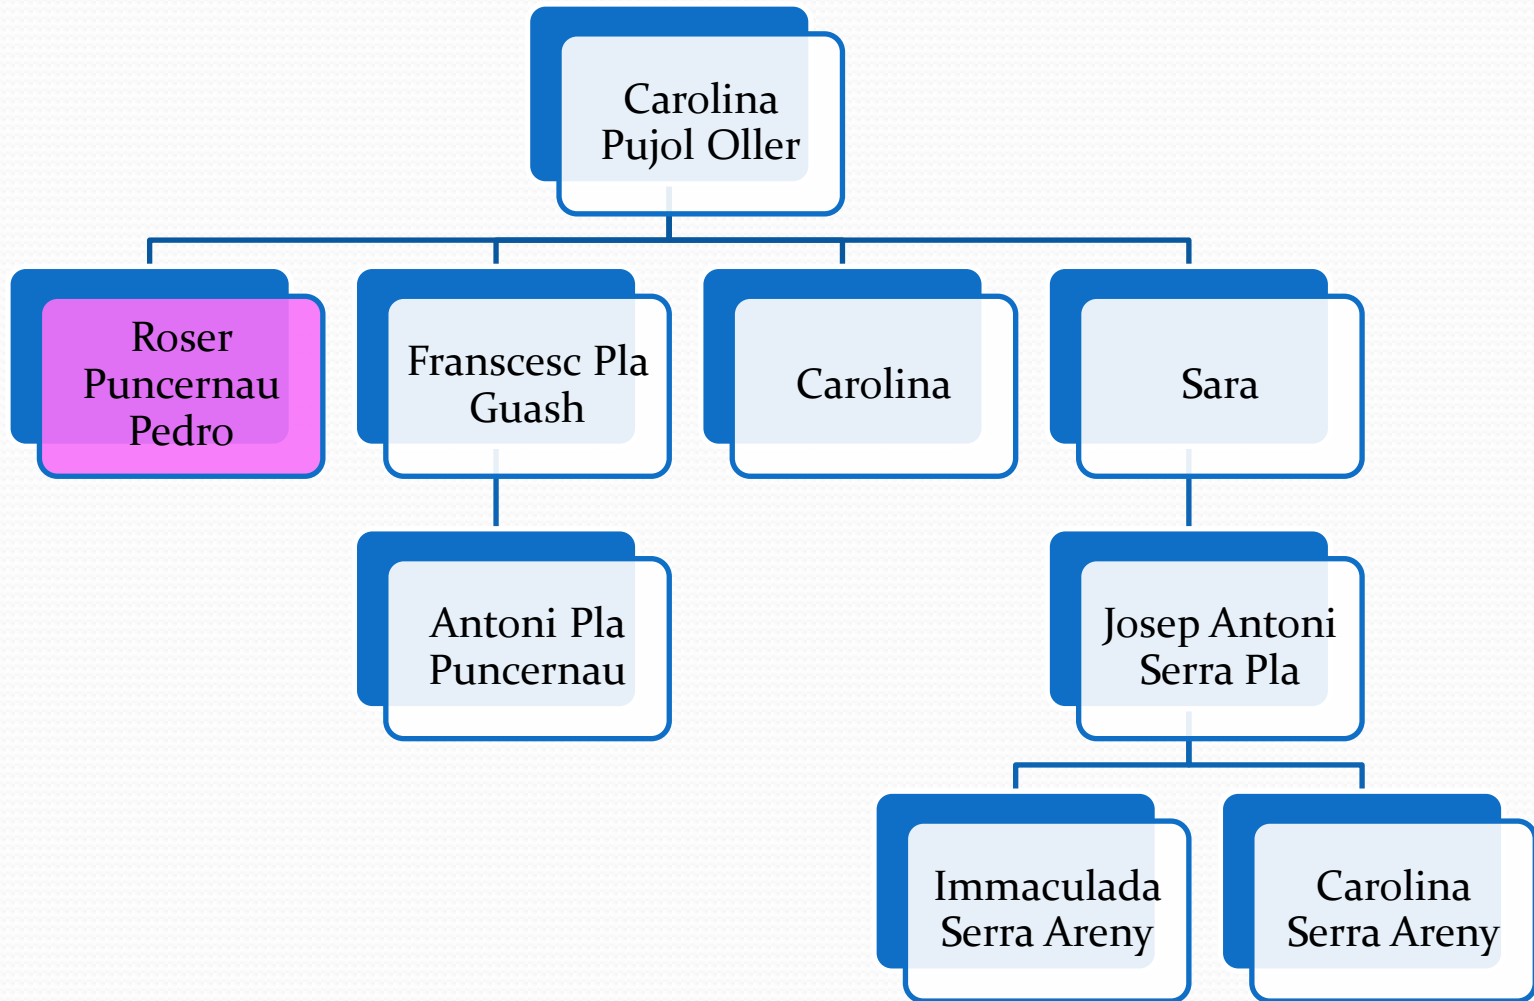 Carolina
Pujol Oller
Roser
Puncernau
Pedro
Franscesc Pla
Guash
Carolina
Sara
Antoni Pla
Puncernau
Josep Antoni
Serra Pla
Immaculada
Serra Areny
Carolina
Serra Areny